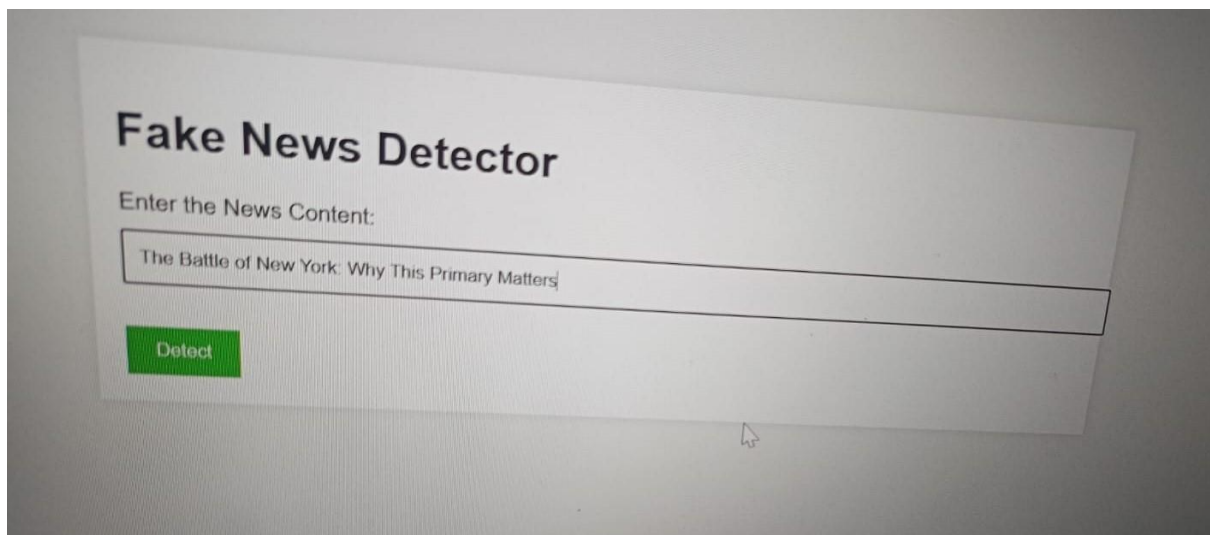 Fake News Detector
Enter the News Content:
The Battle of New York: Why This Primary Matters
Detect